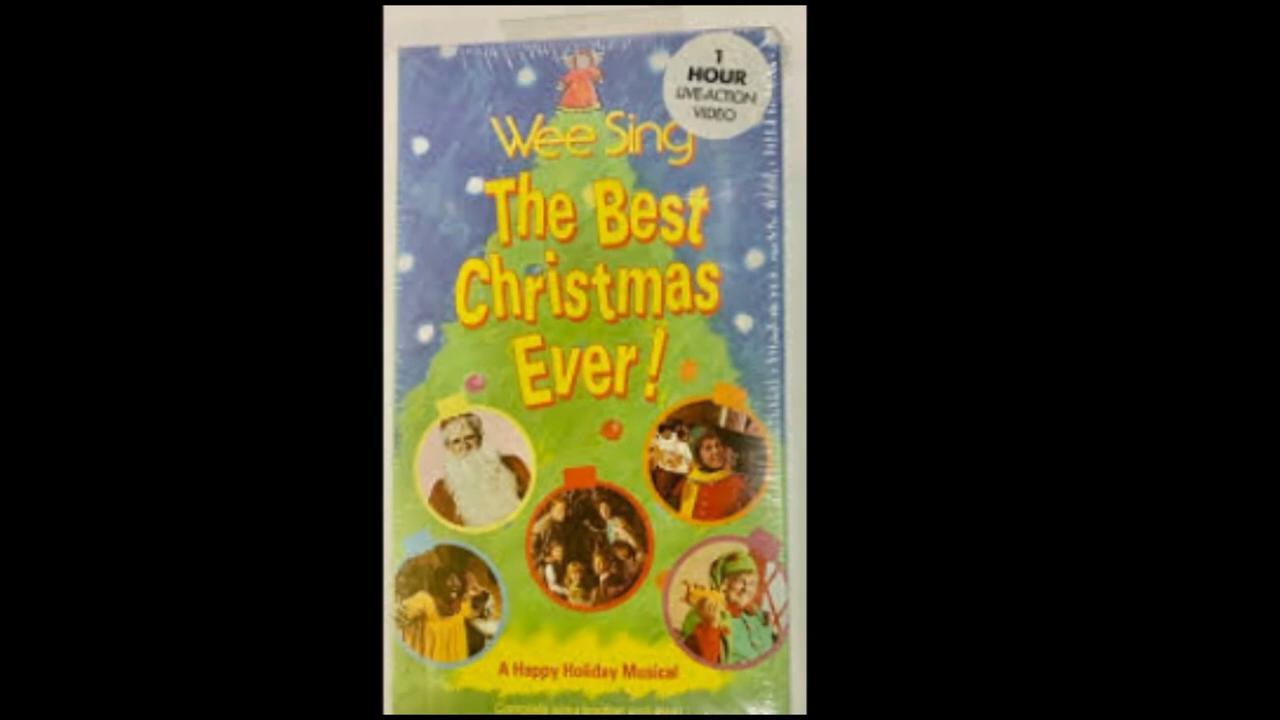 1
HOUR
LIVE-ACTION
VIDEO
Wee Sing
The Best
Christmas
Ever!
A Happy Holiday Musical